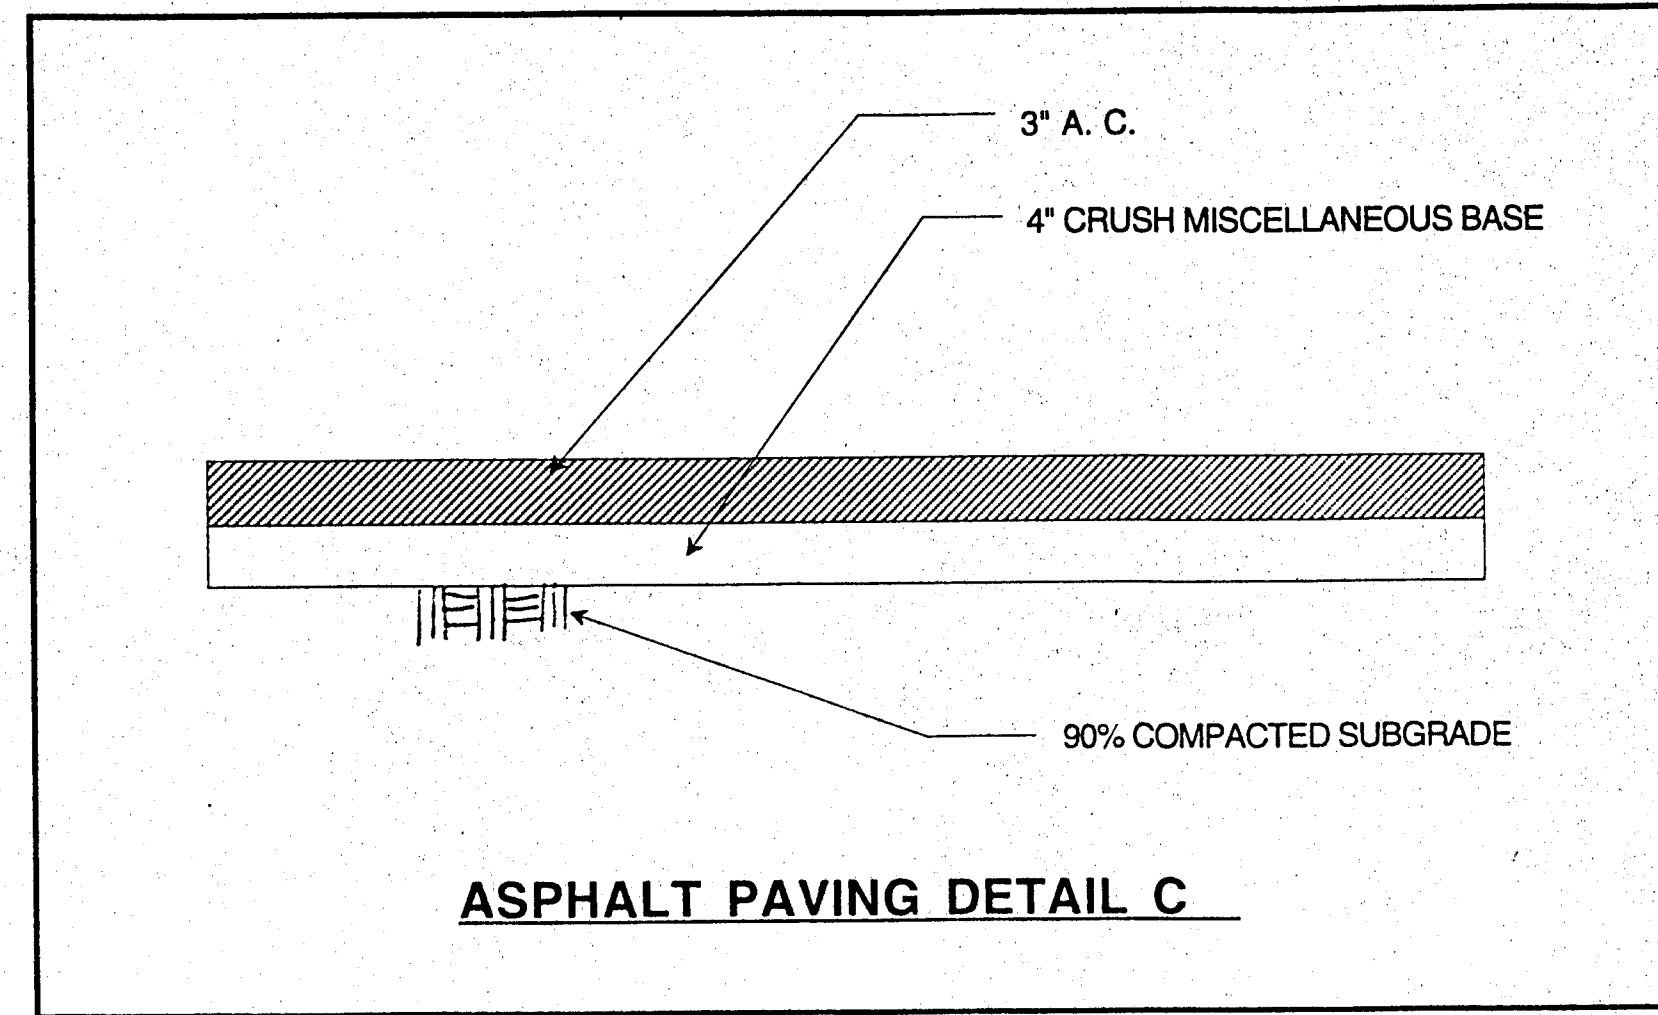 3" A. C.
4" CRUSH MISCELLANEOUS BASE
90% COMPACTED SUBGRADE
ASPHALT PAVING DETAIL C